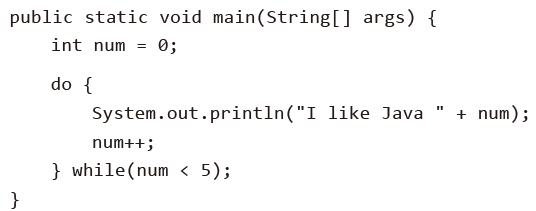 public static void main(String[] args) {
    int num = 0;
    do {
        System.out.println("I like Java " + num);
        num++;
    } while(num < 5);
}